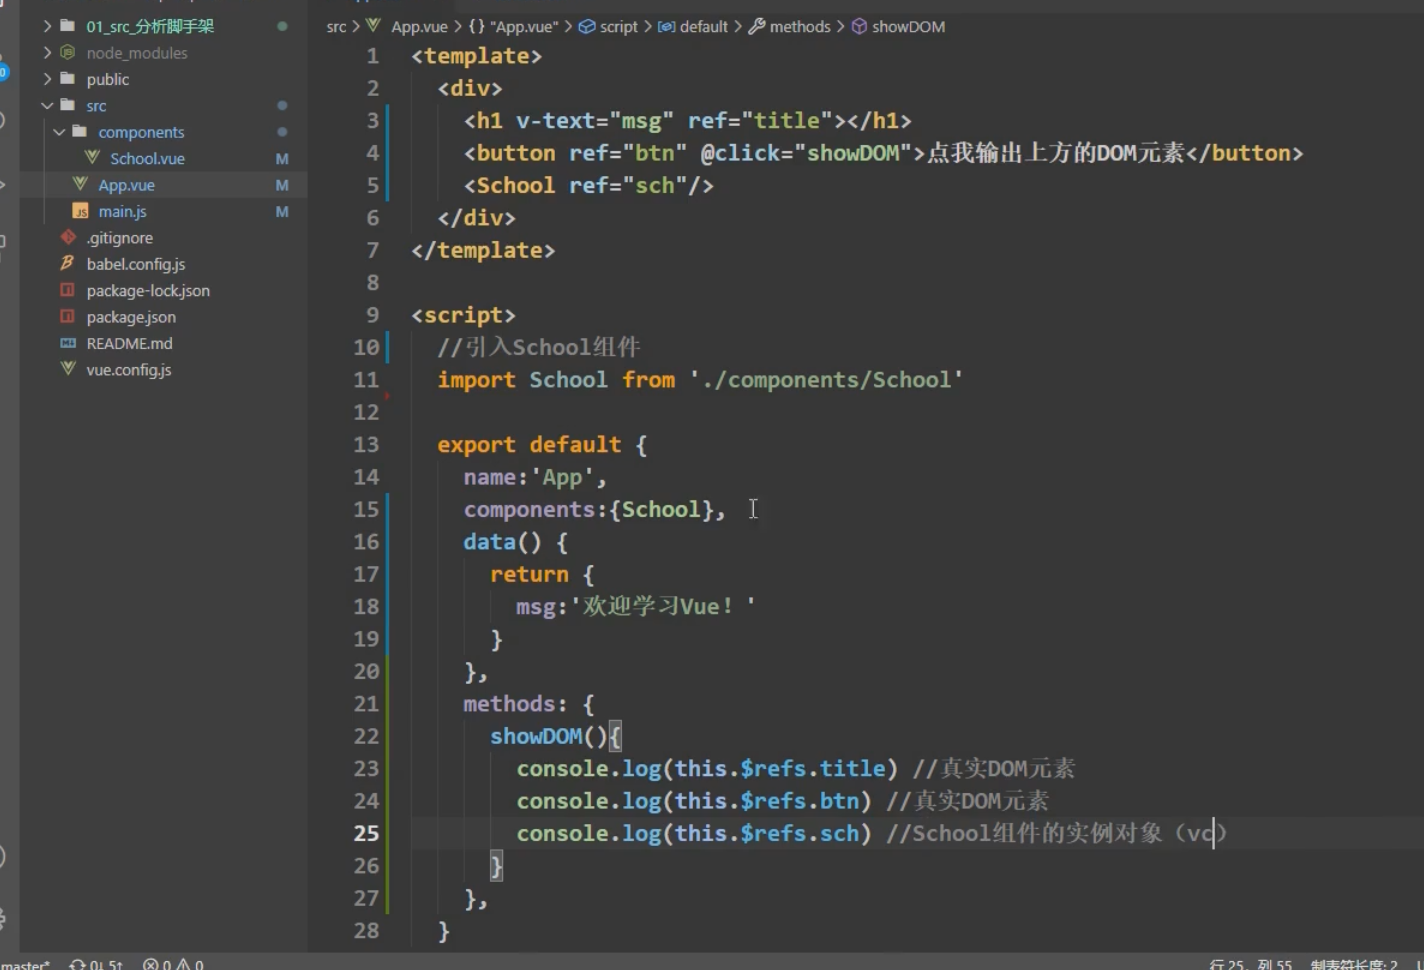 01_src_分析脚手架
node_modules
public
src
components
School.vue M
App.vue M
main.js M
.gitignore
babel.config.js
package-lock.json
package.json
README.md
vue.config.js
src > App.vue > {} "App.vue" > script > default > methods > showDOM
1 <template>
2 <div>
3 <h1 v-text="msg" ref="title"></h1>
4 <button ref="btn" @click="showDOM">点我输出上方的DOM元素</button>
5 <School ref="sch"/>
6 </div>
7 </template>
8
9 <script>
10 //引入School组件
11 import School from './components/School'
12
13 export default {
14 name:'App',
15 components:{School},
16 data() {
17 return {
18 msg:'欢迎学习Vue！'
19 }
20 },
21 methods: {
22 showDOM(){
23 console.log(this.$refs.title) //真实DOM元素
24 console.log(this.$refs.btn) //真实DOM元素
25 console.log(this.$refs.sch) //School组件的实例对象（vc）
26 }
27 },
28 }
master* 0↓ 5↑ 0 0 行 25，列 55 制表符长度: 2